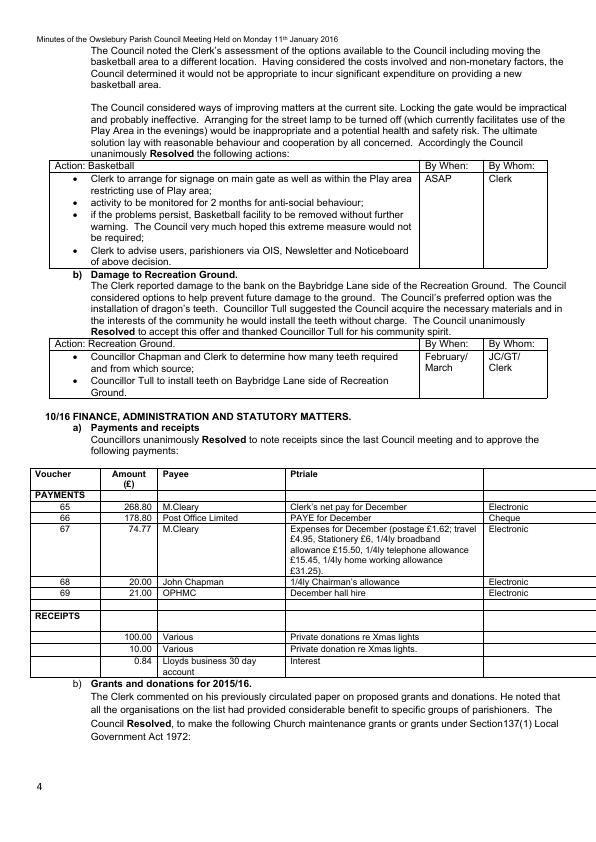 Minutes of the Owslebury Parish Council Meeting Held on Monday 11th January 2016
The Council noted the Clerk's assessment of the options available to the Council including moving the
basketball area to a different location.  Having considered the costs involved and non-monetary factors, the
Council determined it would not be appropriate to incur significant expenditure on providing a new
basketball area.
The Council considered ways of improving matters at the current site. Locking the gate would be impractical
and probably ineffective.  Arranging for the street lamp to be turned off (which currently facilitates use of the
Play Area in the evenings) would be inappropriate and a potential health and safety risk. The ultimate
solution lay with reasonable behaviour and cooperation by all concerned.  Accordingly the Council
unanimously Resolved the following actions:
Action: Basketball By When: By Whom:
• Clerk to arrange for signage on main gate as well as within the Play area ASAP Clerk
restricting use of Play area;
• activity to be monitored for 2 months for anti-social behaviour;
• if the problems persist, Basketball facility to be removed without further
warning.  The Council very much hoped this extreme measure would not
be required;
• Clerk to advise users, parishioners via OIS, Newsletter and Noticeboard
of above decision.
b) Damage to Recreation Ground.
The Clerk reported damage to the bank on the Baybridge Lane side of the Recreation Ground.  The Council
considered options to help prevent future damage to the ground.  The Council's preferred option was the
installation of dragon's teeth.  Councillor Tull suggested the Council acquire the necessary materials and in
the interests of the community he would install the teeth without charge.  The Council unanimously
Resolved to accept this offer and thanked Councillor Tull for his community spirit.
Action: Recreation Ground. By When: By Whom:
• Councillor Chapman and Clerk to determine how many teeth required February/ JC/GT/
and from which source; March Clerk
• Councillor Tull to install teeth on Baybridge Lane side of Recreation
Ground.
10/16 FINANCE, ADMINISTRATION AND STATUTORY MATTERS.
a) Payments and receipts
Councillors unanimously Resolved to note receipts since the last Council meeting and to approve the
following payments:
Voucher Amount Payee Ptriale
(£)
PAYMENTS
65 268.80 M.Cleary Clerk's net pay for December Electronic
66 178.80 Post Office Limited PAYE for December Cheque
67 74.77 M.Cleary Expenses for December (postage £1.62; travel Electronic
£4.95, Stationery £6, 1/4ly broadband
allowance £15.50, 1/4ly telephone allowance
£15.45, 1/4ly home working allowance
£31.25).
68 20.00 John Chapman 1/4ly Chairman's allowance Electronic
69 21.00 OPHMC December hall hire Electronic
RECEIPTS
100.00 Various Private donations re Xmas lights
10.00 Various Private donation re Xmas lights.
0.84 Lloyds business 30 day Interest
account
b) Grants and donations for 2015/16.
The Clerk commented on his previously circulated paper on proposed grants and donations. He noted that
all the organisations on the list had provided considerable benefit to specific groups of parishioners.  The
Council Resolved, to make the following Church maintenance grants or grants under Section137(1) Local
Government Act 1972:
4